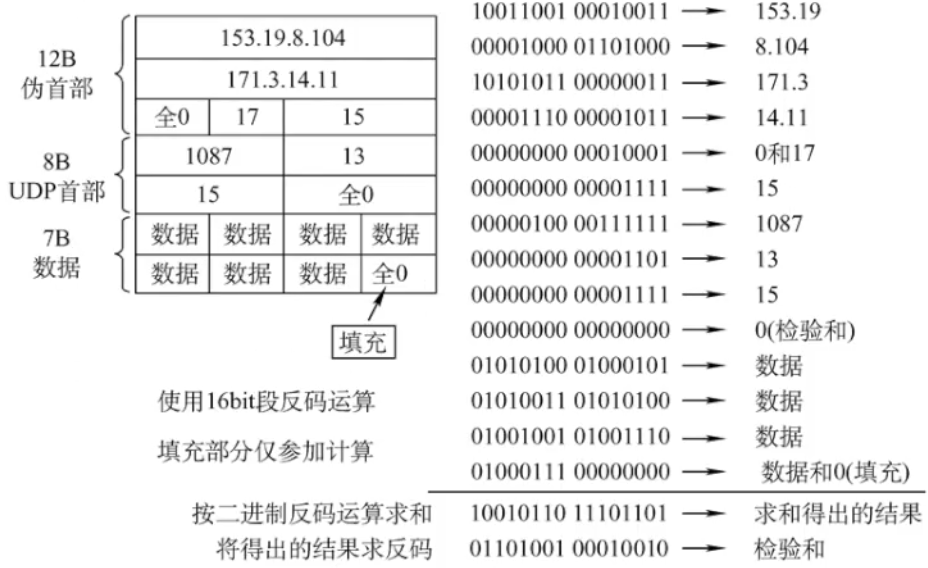 12B
伪首部
153.19.8.104
171.3.14.11
全0 17 15
8B
UDP首部
1087 13
15 全0
7B
数据
数据 数据 数据 数据
数据 数据 数据 全0
填充
使用16bit段反码运算
填充部分仅参加计算
10011001 00010011 → 153.19
00001000 01101000 → 8.104
10101011 00000011 → 171.3
00001110 00001011 → 14.11
00000000 00010001 → 0和17
00000000 00001111 → 15
00000100 00111111 → 1087
00000000 00001101 → 13
00000000 00001111 → 15
00000000 00000000 → 0(检验和)
01010100 01000101 → 数据
01010011 01010100 → 数据
01001001 01001110 → 数据
01000111 00000000 → 数据和0(填充)
按二进制反码运算求和 10010110 11101101 → 求和得出的结果
将得出的结果求反码 01101001 00010010 → 检验和